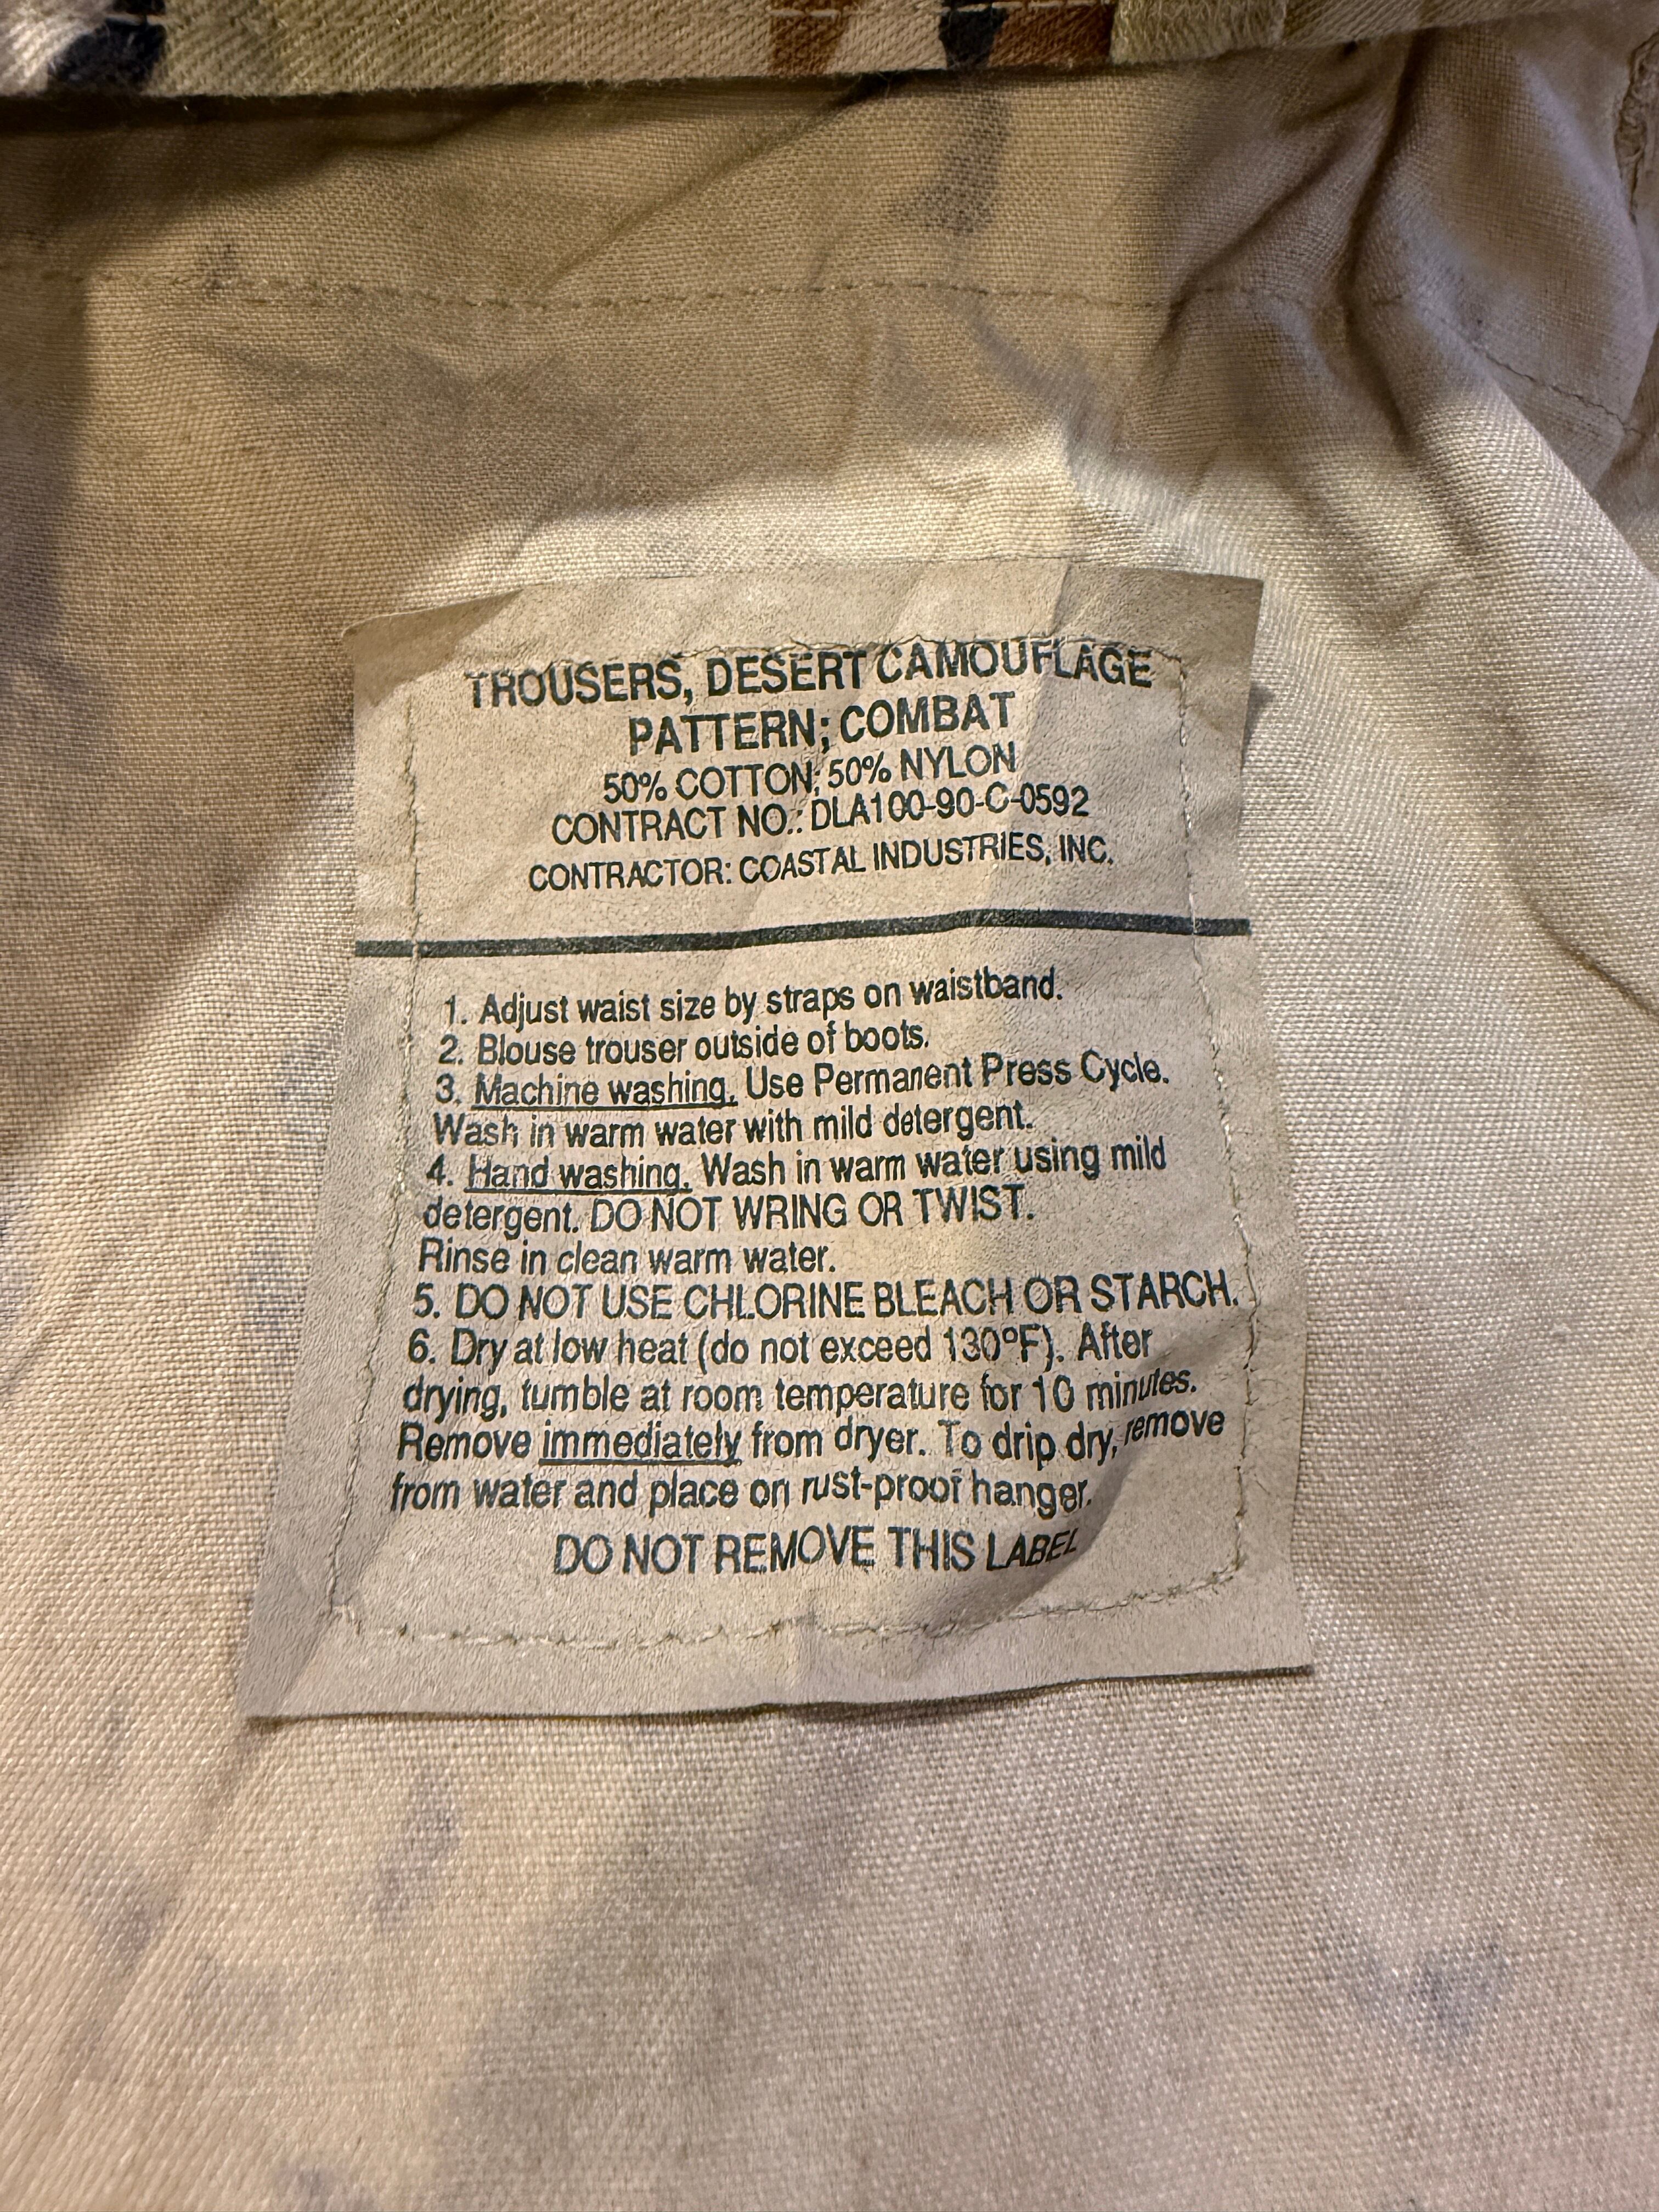 TROUSERS, DESERT CAMOUFLAGE
PATTERN; COMBAT
50% COTTON; 50% NYLON
CONTRACT NO.: DLA100-90-C-0592
CONTRACTOR: COASTAL INDUSTRIES, INC.
1. Adjust waist size by straps on waistband.
2. Blouse trouser outside of boots.
3. Machine washing. Use Permanent Press Cycle.
Wash in warm water with mild detergent.
4. Hand washing. Wash in warm water using mild
detergent. DO NOT WRING OR TWIST.
Rinse in clean warm water.
5. DO NOT USE CHLORINE BLEACH OR STARCH.
6. Dry at low heat (do not exceed 130°F). After
drying, tumble at room temperature for 10 minutes.
Remove immediately from dryer. To drip dry, remove
from water and place on rust-proof hanger.
DO NOT REMOVE THIS LABEL